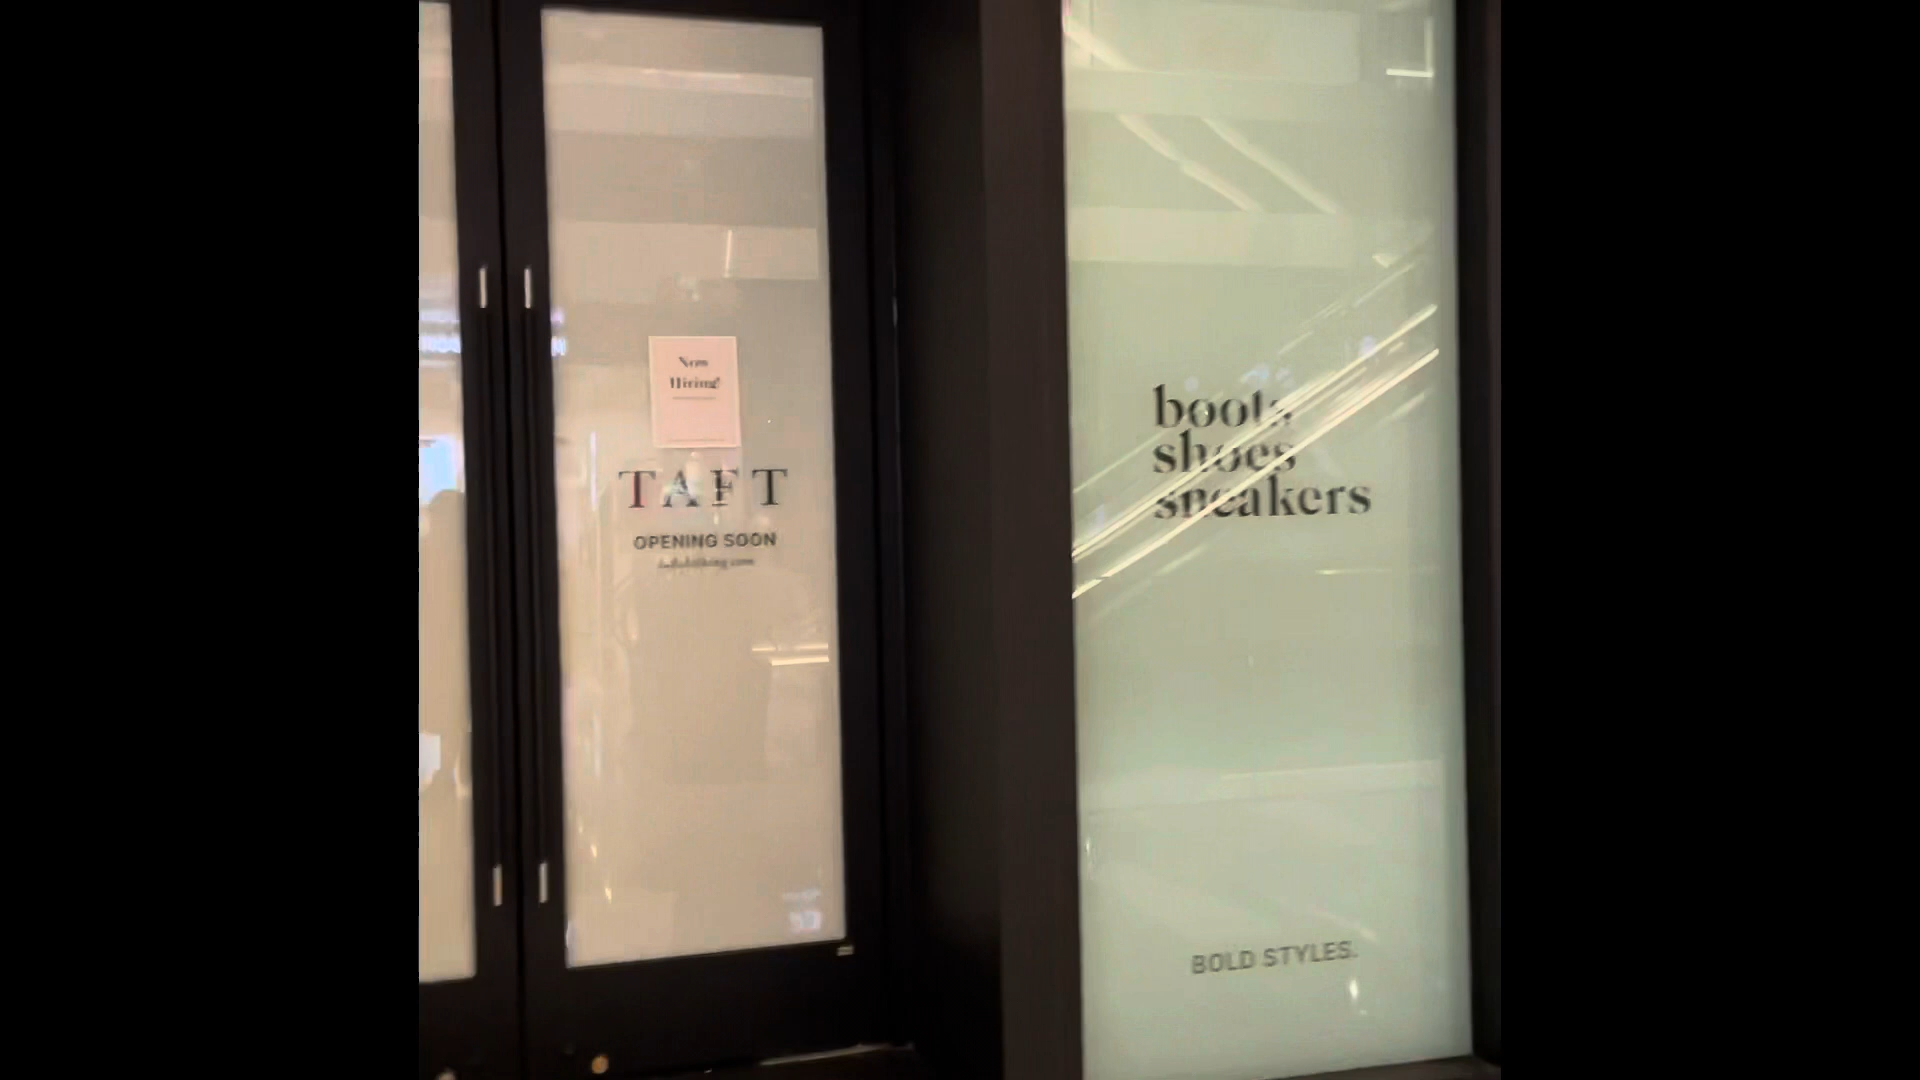 Now
Hiring!
TAFT
OPENING SOON
boots
shoes
sneakers
BOLD STYLES.